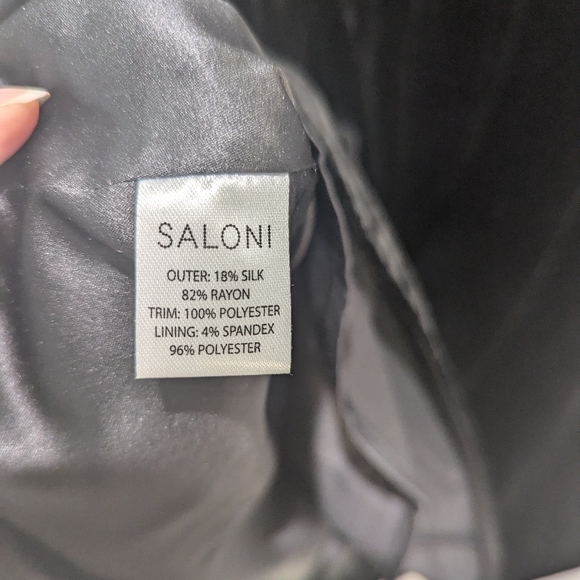 SALONI
OUTER: 18% SILK
82% RAYON
TRIM: 100% POLYESTER
LINING: 4% SPANDEX
96% POLYESTER